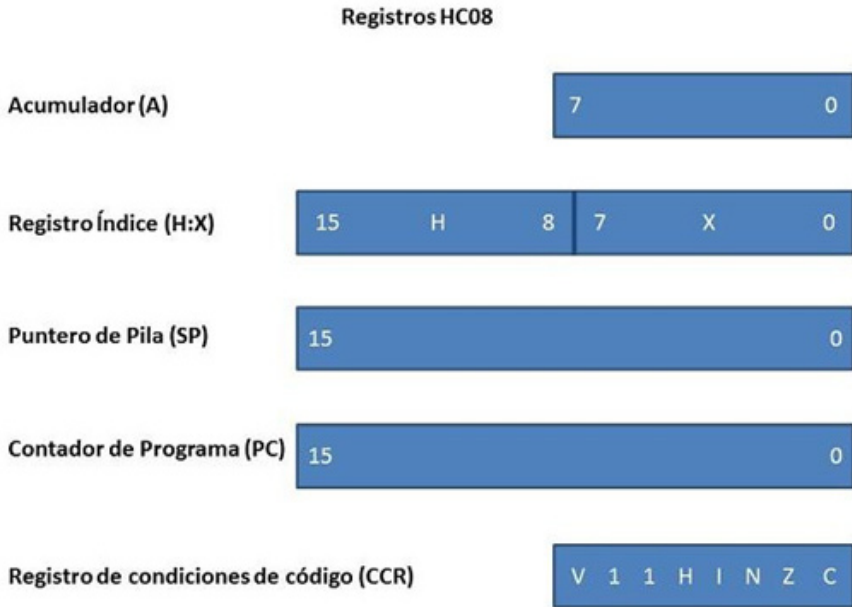 Registros HC08
Acumulador (A) 7 0
Registro Índice (H:X) 15 H 8 7 X 0
Puntero de Pila (SP) 15 0
Contador de Programa (PC) 15 0
Registro de condiciones de código (CCR) V 1 1 H I N Z C